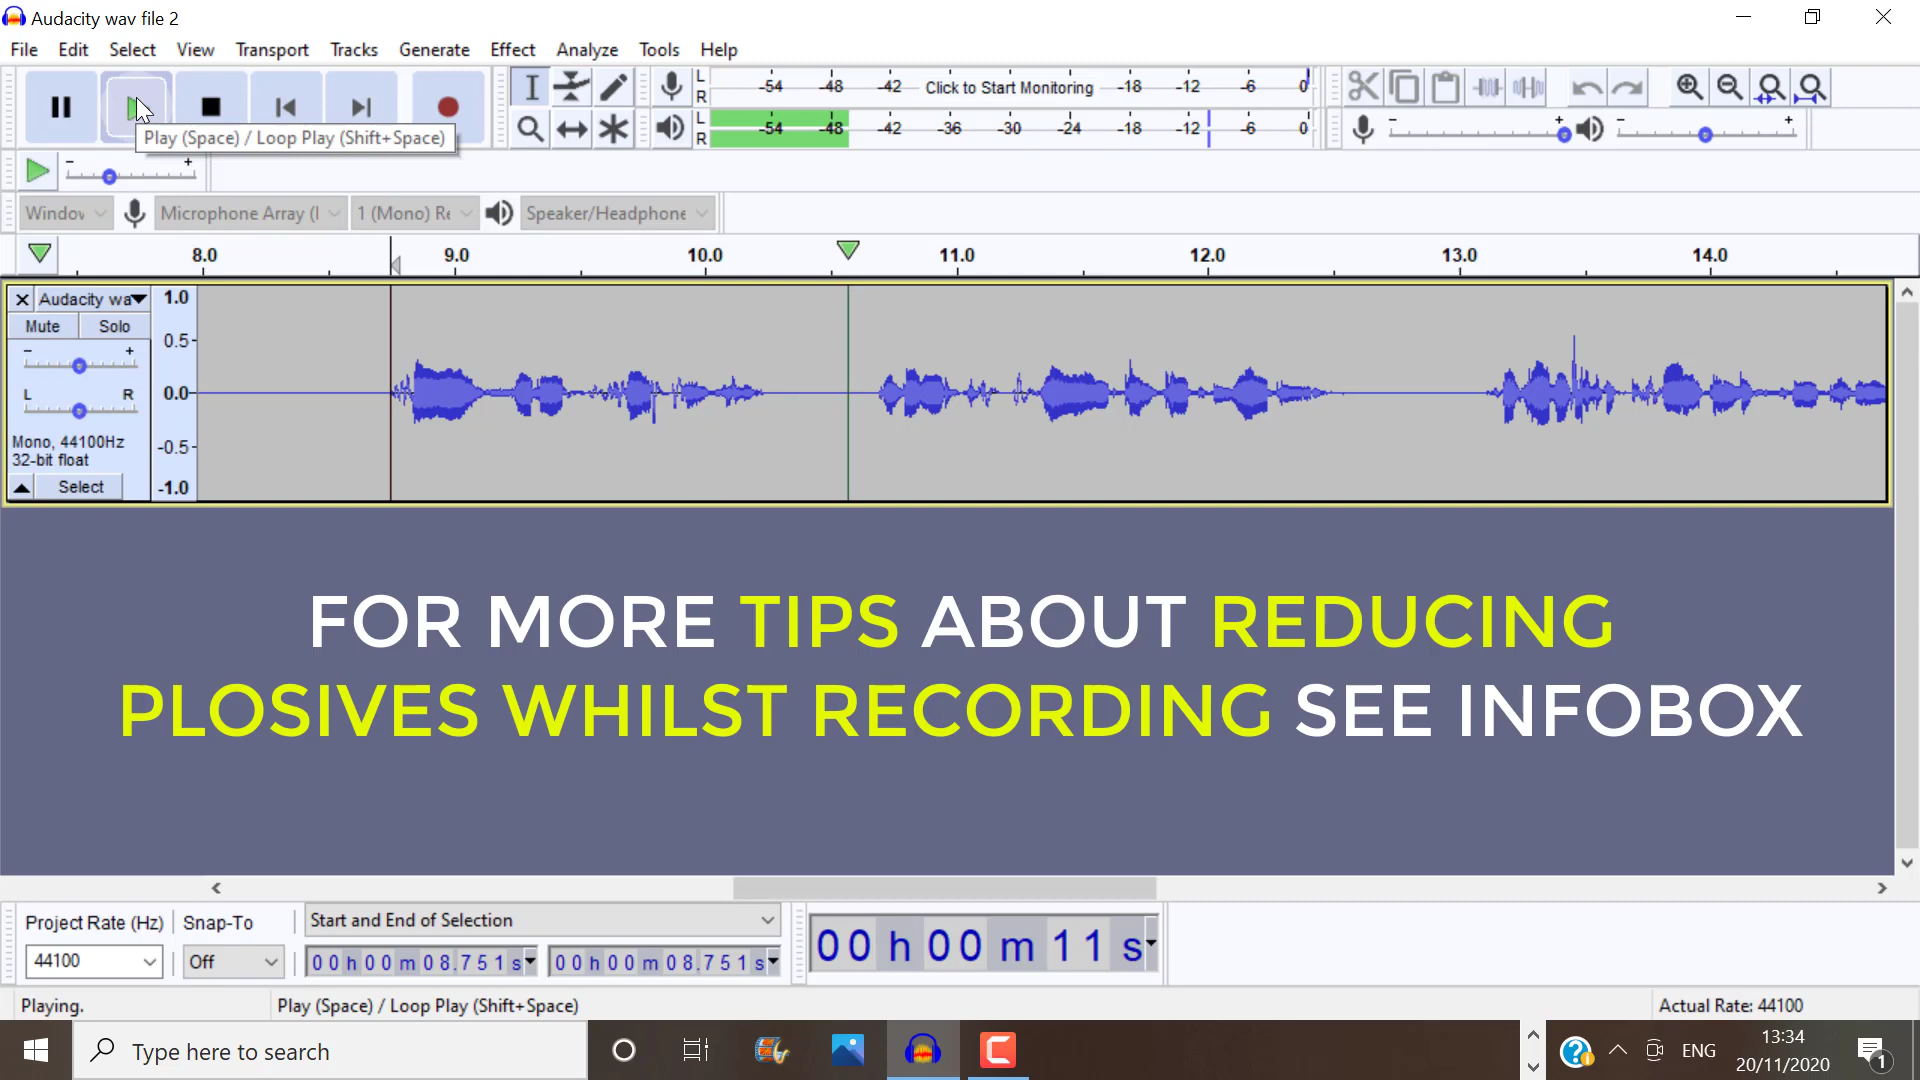 Audacity wav file 2
File Edit Select View Transport Tracks Generate Effect Analyze Tools Help
L R -54 -48 -42 Click to Start Monitoring -18 -12 -6 0
L R -54 -48 -42 -36 -30 -24 -18 -12 -6 0
Play (Space) / Loop Play (Shift+Space)
1 (Mono) Microphone Array
Speaker/Headphone
8.0 9.0 10.0 11.0 12.0 13.0 14.0
Audacity wa
Mute Solo
L R
Mono, 44100Hz
32-bit float
Select
1.0
0.5
0.0
-0.5
-1.0
FOR MORE TIPS ABOUT REDUCING
PLOSIVES WHILST RECORDING SEE INFOBOX
Project Rate (Hz) Snap-To Start and End of Selection
44100 Off 00h00m08.751s 00h00m08.751s
00h00m11s
Playing. Play (Space) / Loop Play (Shift+Space) Actual Rate: 44100
Type here to search
ENG
13:34
20/11/2020
1